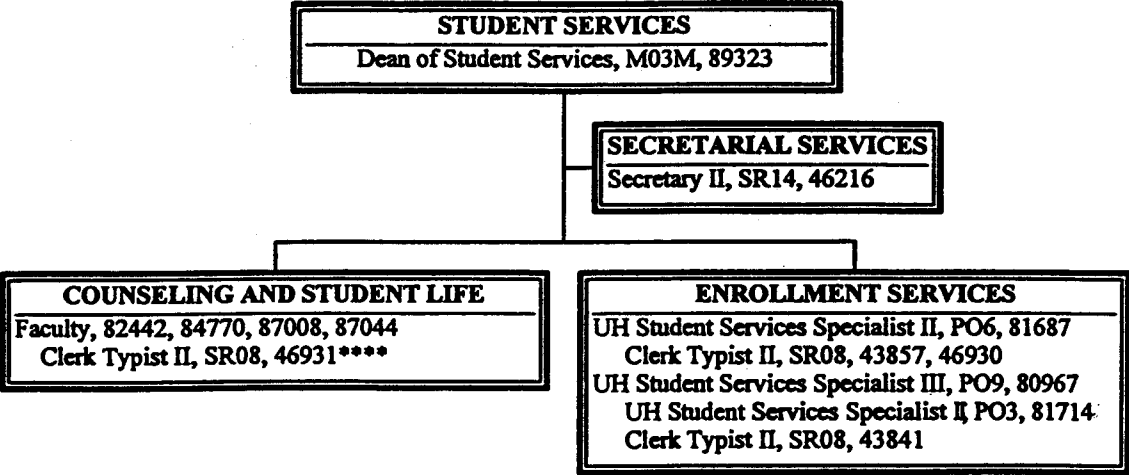 STUDENT SERVICES
Dean of Student Services, M03M, 89323
SECRETARIAL SERVICES
Secretary II, SR14, 46216
COUNSELING AND STUDENT LIFE
Faculty, 82442, 84770, 87008, 87044
Clerk Typist II, SR08, 46931****
ENROLLMENT SERVICES
UH Student Services Specialist II, PO6, 81687
Clerk Typist II, SR08, 43857, 46930
UH Student Services Specialist III, PO9, 80967
UH Student Services Specialist II, PO3, 81714
Clerk Typist II, SR08, 43841